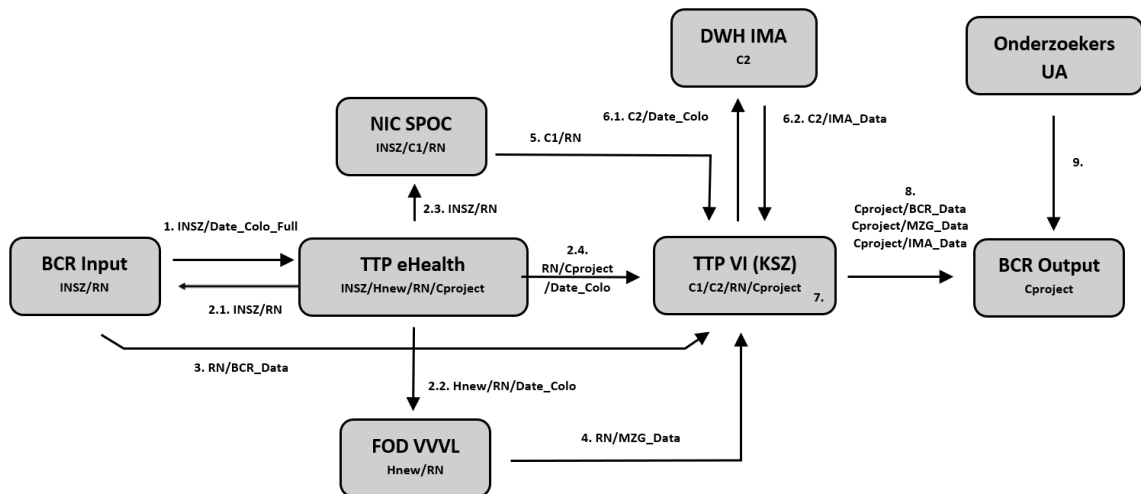 DWH IMA
C2
Onderzoekers
UA
NIC SPOC
INSZ/C1/RN
6.1. C2/Date_Colo
6.2. C2/IMA_Data
5. C1/RN
9.
2.3. INSZ/RN
8.
Cproject/BCR_Data
Cproject/MZG_Data
Cproject/IMA_Data
1. INSZ/Date_Colo_Full
BCR Input
INSZ/RN
TTP eHealth
INSZ/Hnew/RN/Cproject
2.4.
RN/Cproject
/Date_Colo
TTP VI (KSZ)
C1/C2/RN/Cproject
7.
BCR Output
Cproject
2.1. INSZ/RN
3. RN/BCR_Data
2.2. Hnew/RN/Date_Colo
FOD VVVL
Hnew/RN
4. RN/MZG_Data